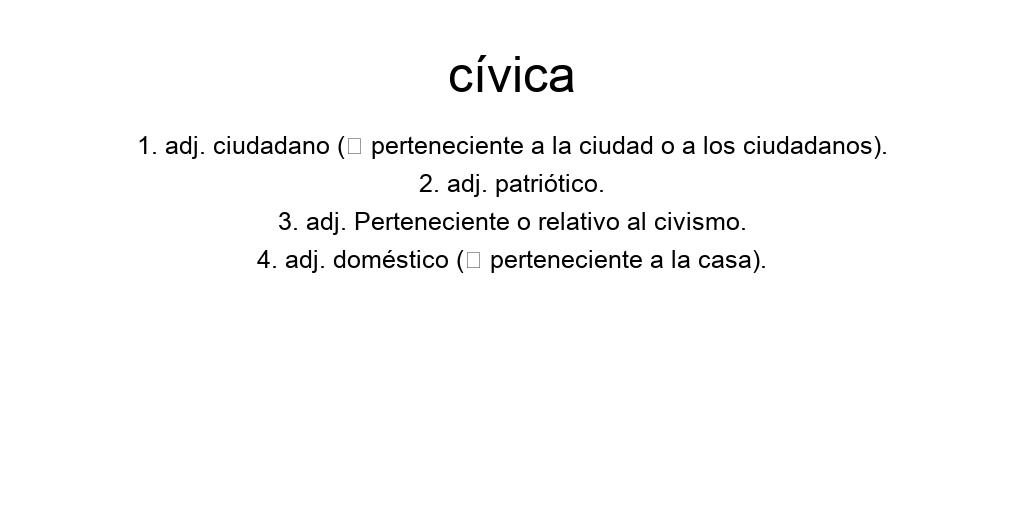 cívica
1. adj. ciudadano (□ perteneciente a la ciudad o a los ciudadanos).
2. adj. patriótico.
3. adj. Perteneciente o relativo al civismo.
4. adj. doméstico (□ perteneciente a la casa).